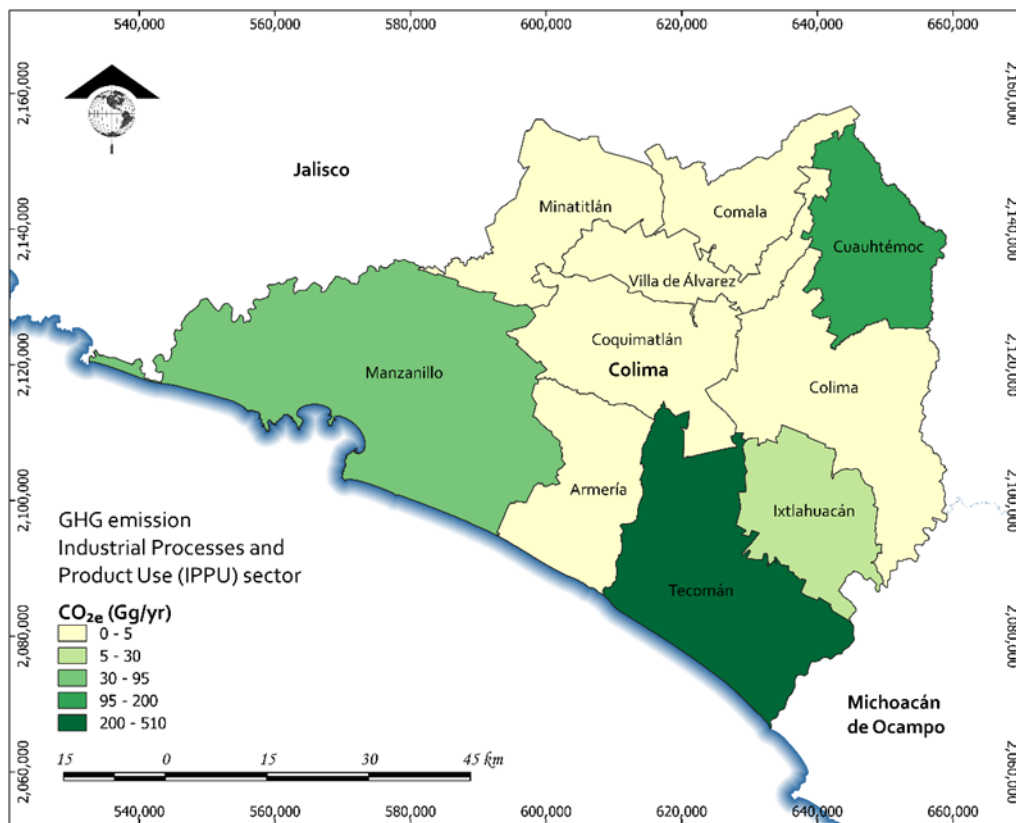 540,000 560,000 580,000 600,000 620,000 640,000 660,000
2,160,000 2,160,000
Jalisco
Minatitlán
Comala
2,140,000 2,140,000
Cuauhtémoc
Villa de Álvarez
Coquimatlán
2,120,000 2,120,000
Manzanillo
Colima
Colima
Armería
2,100,000 2,100,000
Ixtlahuacán
GHG emission
Industrial Processes and
Product Use (IPPU) sector
Tecomán
CO2e (Gg/yr)
0 - 5
5 - 30
30 - 95
95 - 200
200 - 510
2,080,000 2,080,000
Michoacán
de Ocampo
15 0 15 30 45 km
2,060,000 2,060,000
540,000 560,000 580,000 600,000 620,000 640,000 660,000